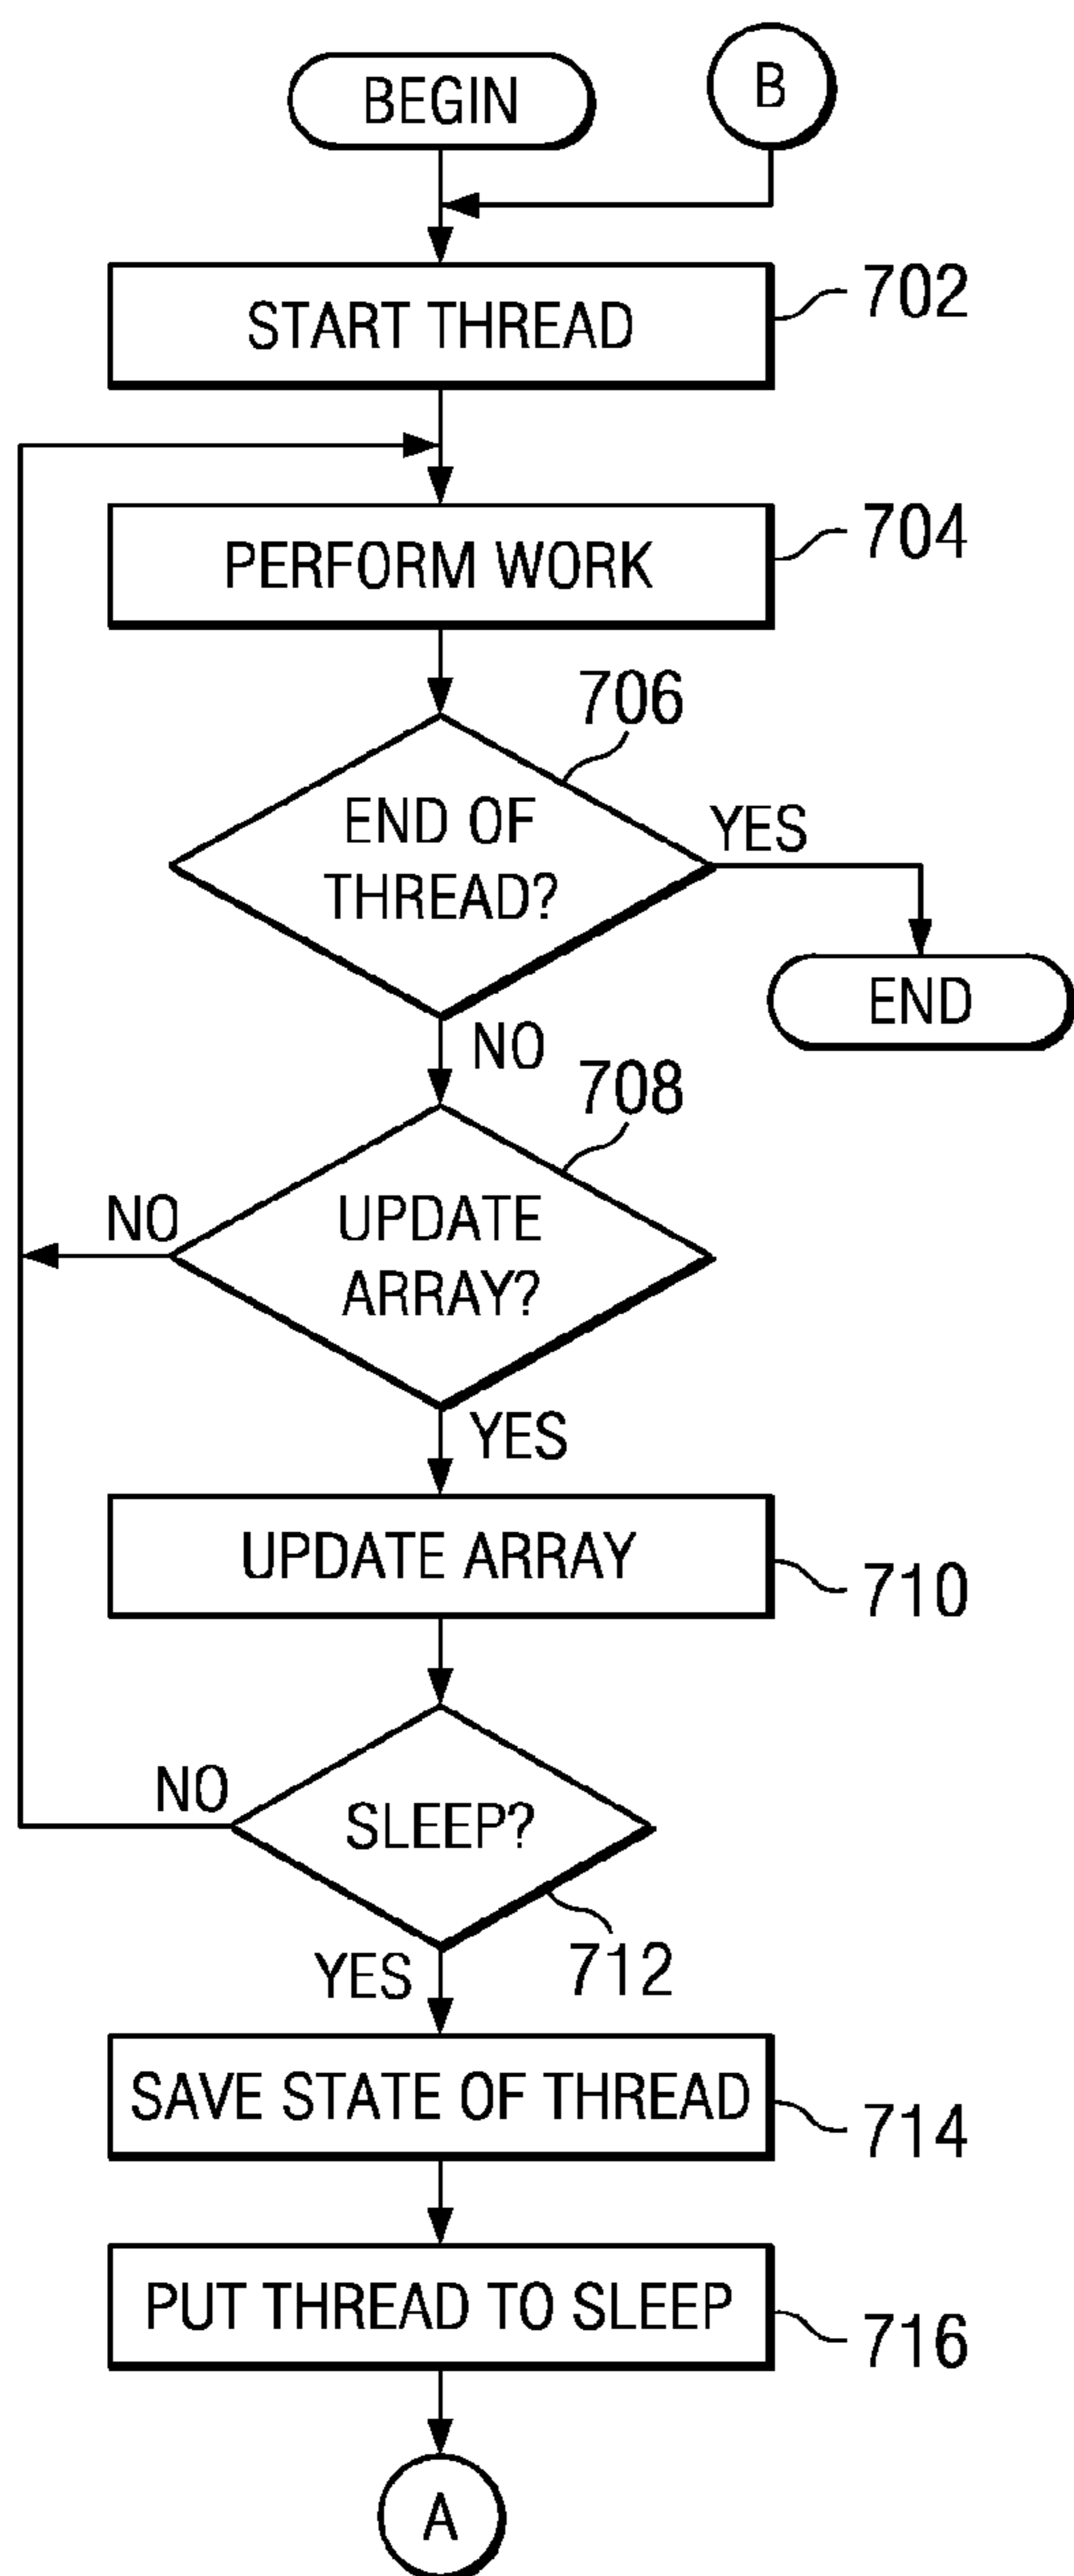 BEGIN
B
START THREAD
702
PERFORM WORK
704
706
END OF
THREAD?
YES
END
NO
708
NO
UPDATE
ARRAY?
YES
UPDATE ARRAY
710
NO
SLEEP?
712
YES
SAVE STATE OF THREAD
714
PUT THREAD TO SLEEP
716
A